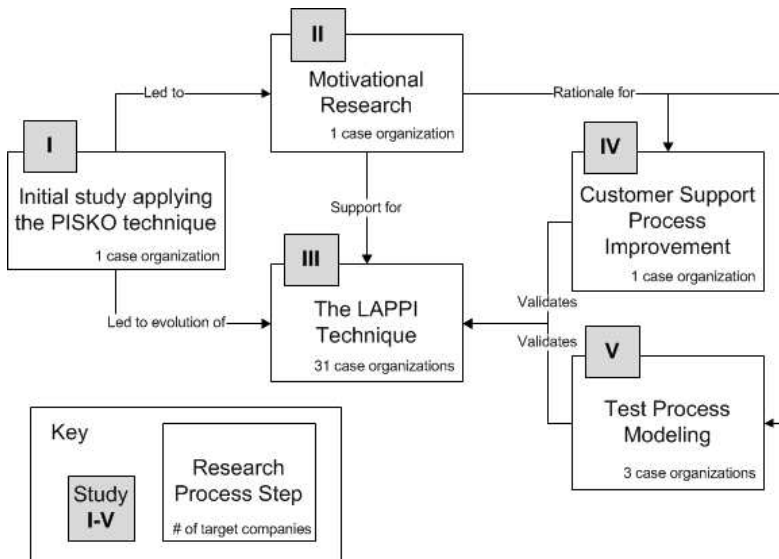 II
Motivational
Research
1 case organization
Led to
Rationale for
I
Initial study applying
the PISKO technique
1 case organization
IV
Customer Support
Process
Improvement
1 case organization
Support for
III
The LAPPI
Technique
31 case organizations
Led to evolution of
Validates
Validates
V
Test Process
Modeling
3 case organizations
Key
Study
I-V
Research
Process Step
# of target companies